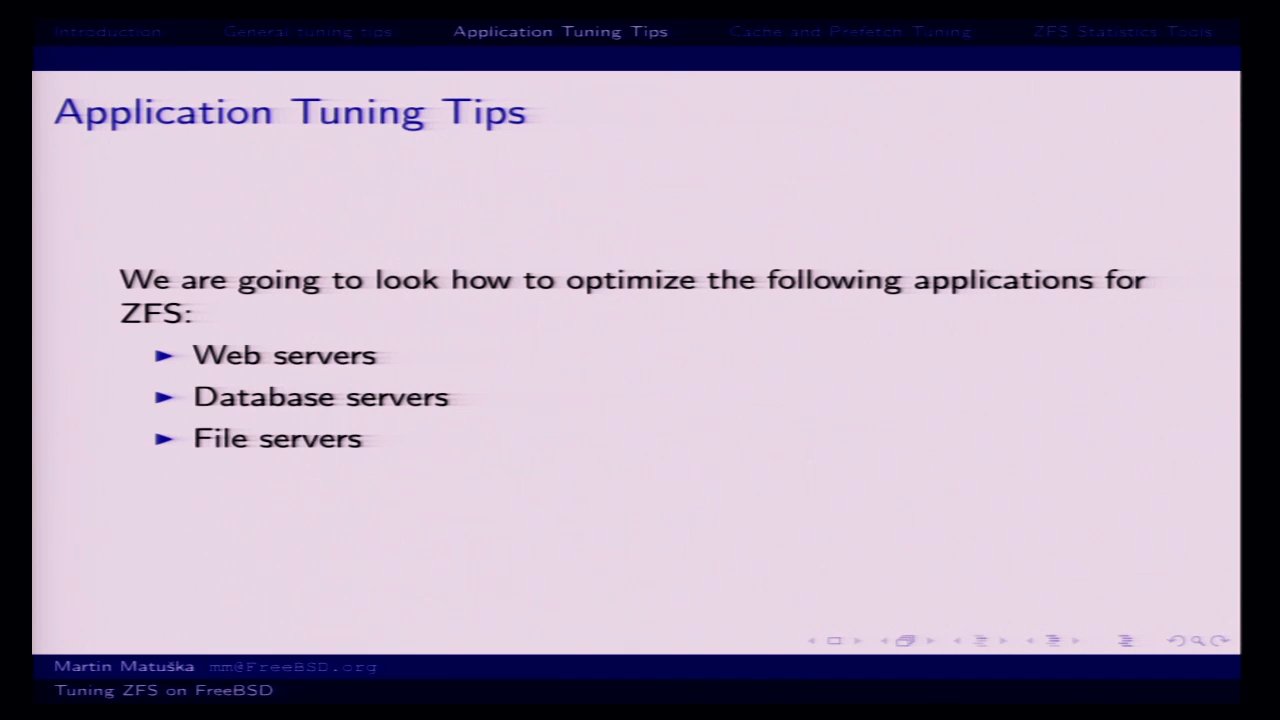 Introduction General tuning tips Application Tuning Tips Cache and Prefetch Tuning ZFS Statistics Tools
Application Tuning Tips
We are going to look how to optimize the following applications for
ZFS:
Web servers
Database servers
File servers
Martin Matuška mm@FreeBSD.org
Tuning ZFS on FreeBSD